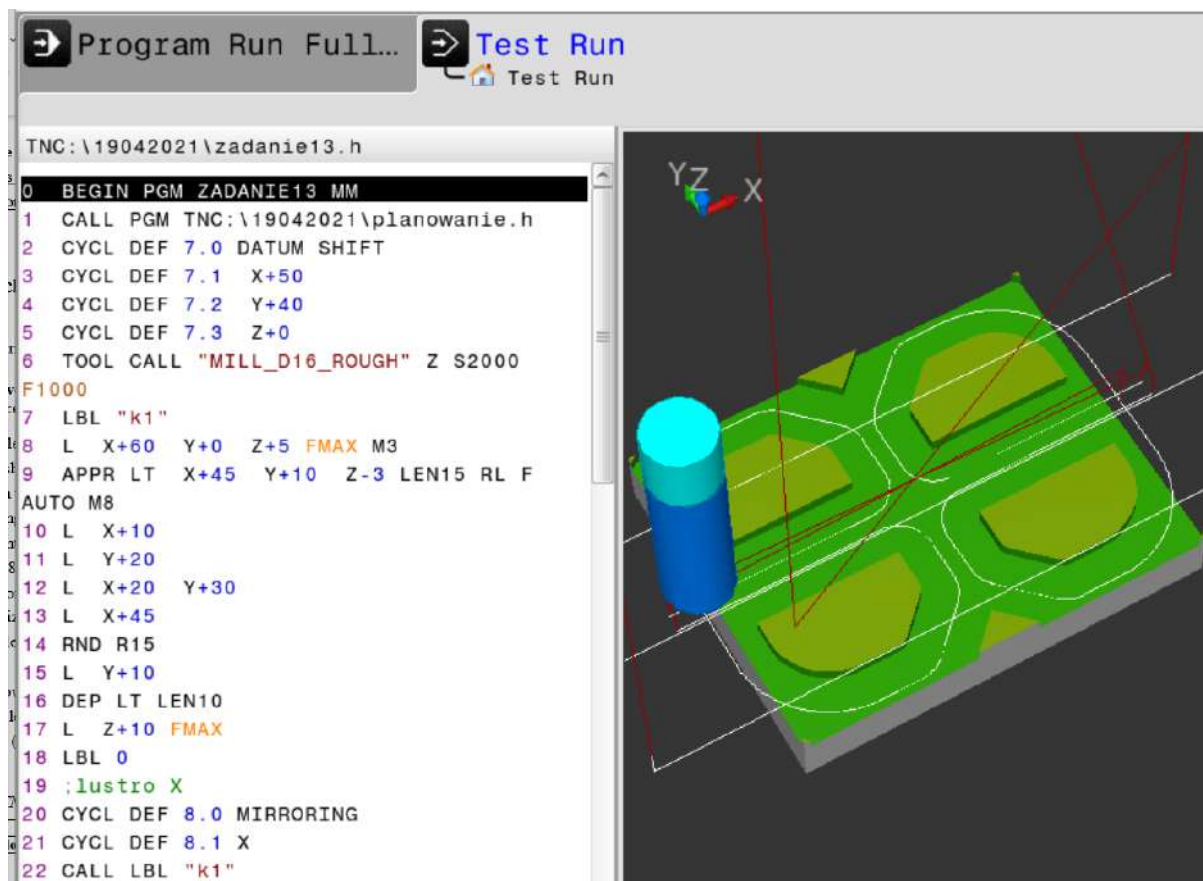 Program Run Full...
Test Run
Test Run
TNC:\19042021\zadanie13.h
0 BEGIN PGM ZADANIE13 MM
1 CALL PGM TNC:\19042021\planowanie.h
2 CYCL DEF 7.0 DATUM SHIFT
3 CYCL DEF 7.1 X+50
4 CYCL DEF 7.2 Y+40
5 CYCL DEF 7.3 Z+0
6 TOOL CALL "MILL_D16_ROUGH" Z S2000
F1000
7 LBL "k1"
8 L X+60 Y+0 Z+5 FMAX M3
9 APPR LT X+45 Y+10 Z-3 LEN15 RL F
AUTO M8
10 L X+10
11 L Y+20
12 L X+20 Y+30
13 L X+45
14 RND R15
15 L Y+10
16 DEP LT LEN10
17 L Z+10 FMAX
18 LBL 0
19 ;lustro X
20 CYCL DEF 8.0 MIRRORING
21 CYCL DEF 8.1 X
22 CALL LBL "k1"
Y Z X